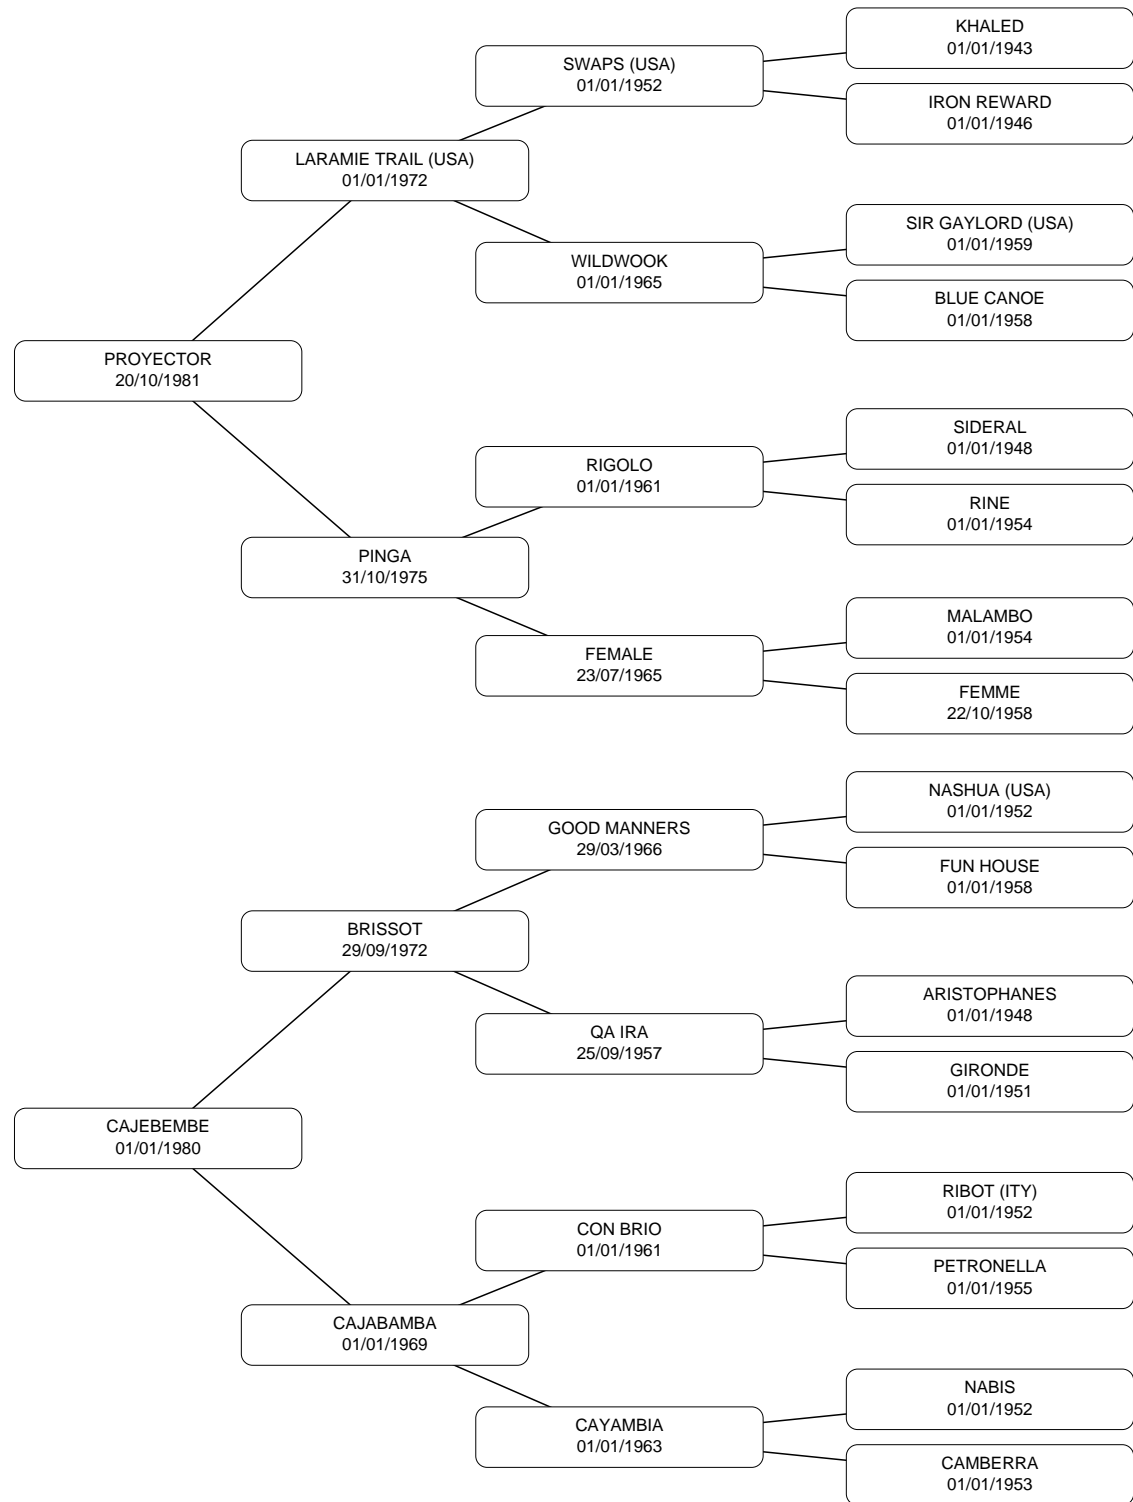 KHALED
01/01/1943
SWAPS (USA)
01/01/1952
IRON REWARD
01/01/1946
LARAMIE TRAIL (USA)
01/01/1972
SIR GAYLORD (USA)
01/01/1959
WILDWOOK
01/01/1965
BLUE CANOE
01/01/1958
PROYECTOR
20/10/1981
SIDERAL
01/01/1948
RIGOLO
01/01/1961
RINE
01/01/1954
PINGA
31/10/1975
MALAMBO
01/01/1954
FEMALE
23/07/1965
FEMME
22/10/1958
NASHUA (USA)
01/01/1952
GOOD MANNERS
29/03/1966
FUN HOUSE
01/01/1958
BRISSOT
29/09/1972
ARISTOPHANES
01/01/1948
QA IRA
25/09/1957
GIRONDE
01/01/1951
CAJEBEMBE
01/01/1980
RIBOT (ITY)
01/01/1952
CON BRIO
01/01/1961
PETRONELLA
01/01/1955
CAJABAMBA
01/01/1969
NABIS
01/01/1952
CAYAMBIA
01/01/1963
CAMBERRA
01/01/1953